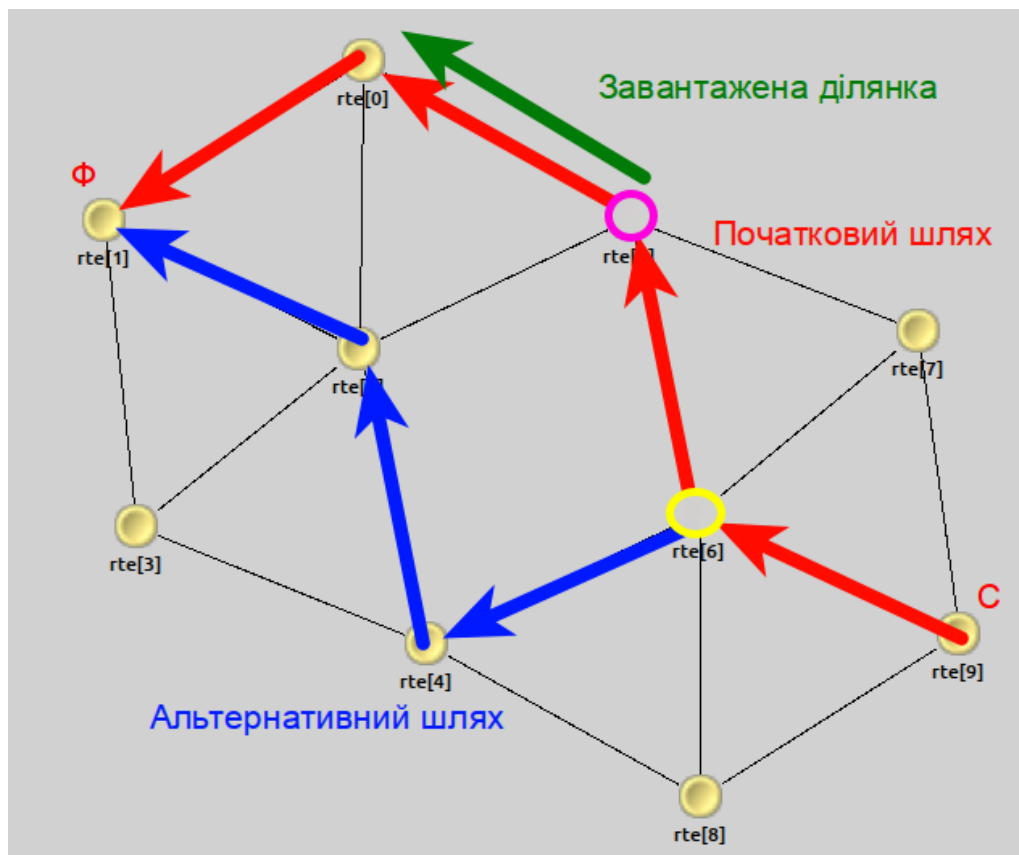 Завантажена ділянка
rte[0]
Ф
Початковий шлях
rte[1]
rte[7]
rte[3]
rte[6]
С
rte[4]
rte[9]
Альтернативний шлях
rte[8]